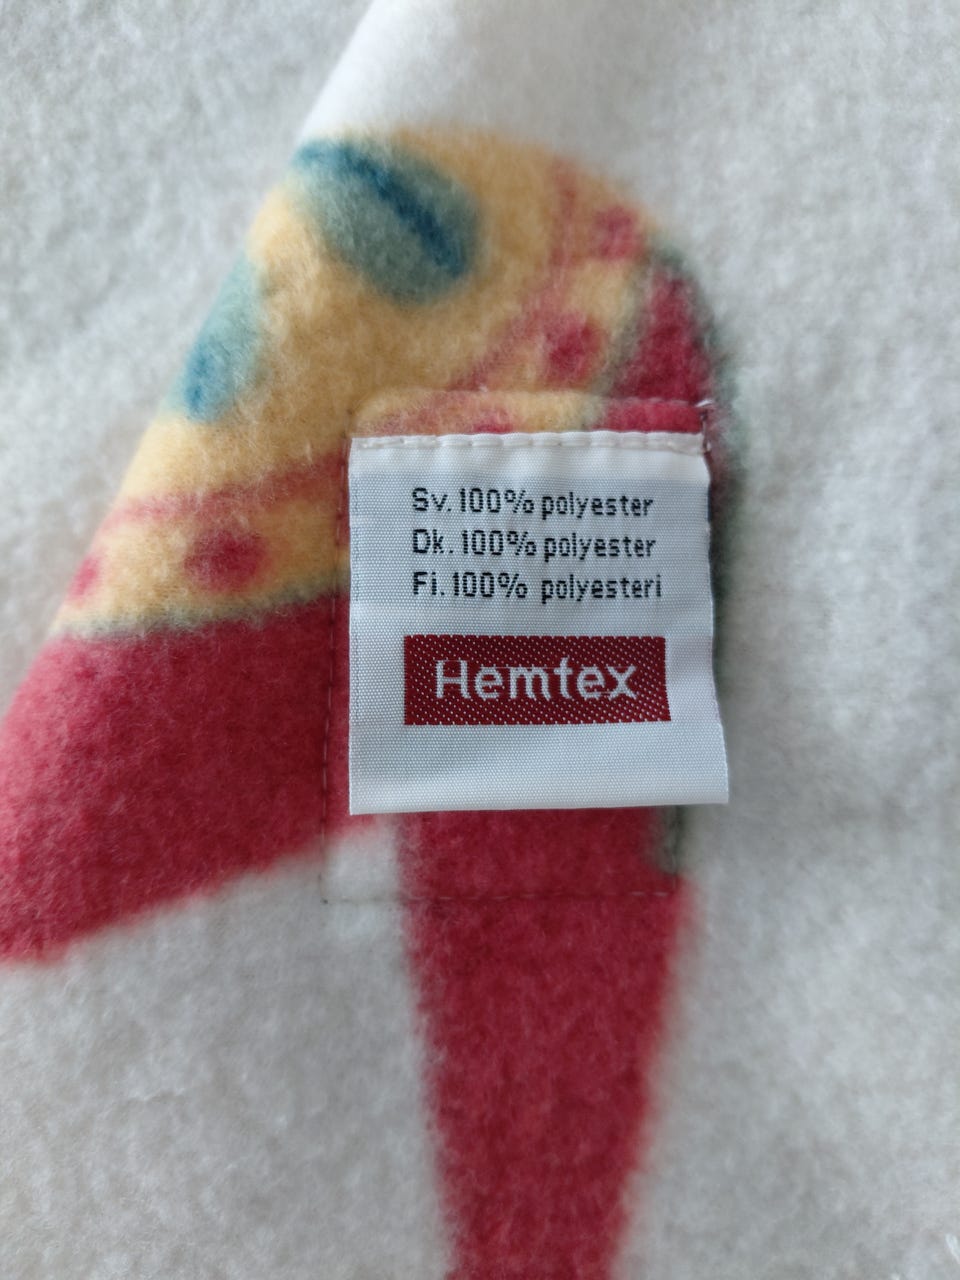 Sv. 100% polyester
Dk. 100% polyester
Fi. 100% polyesteri
Hemtex